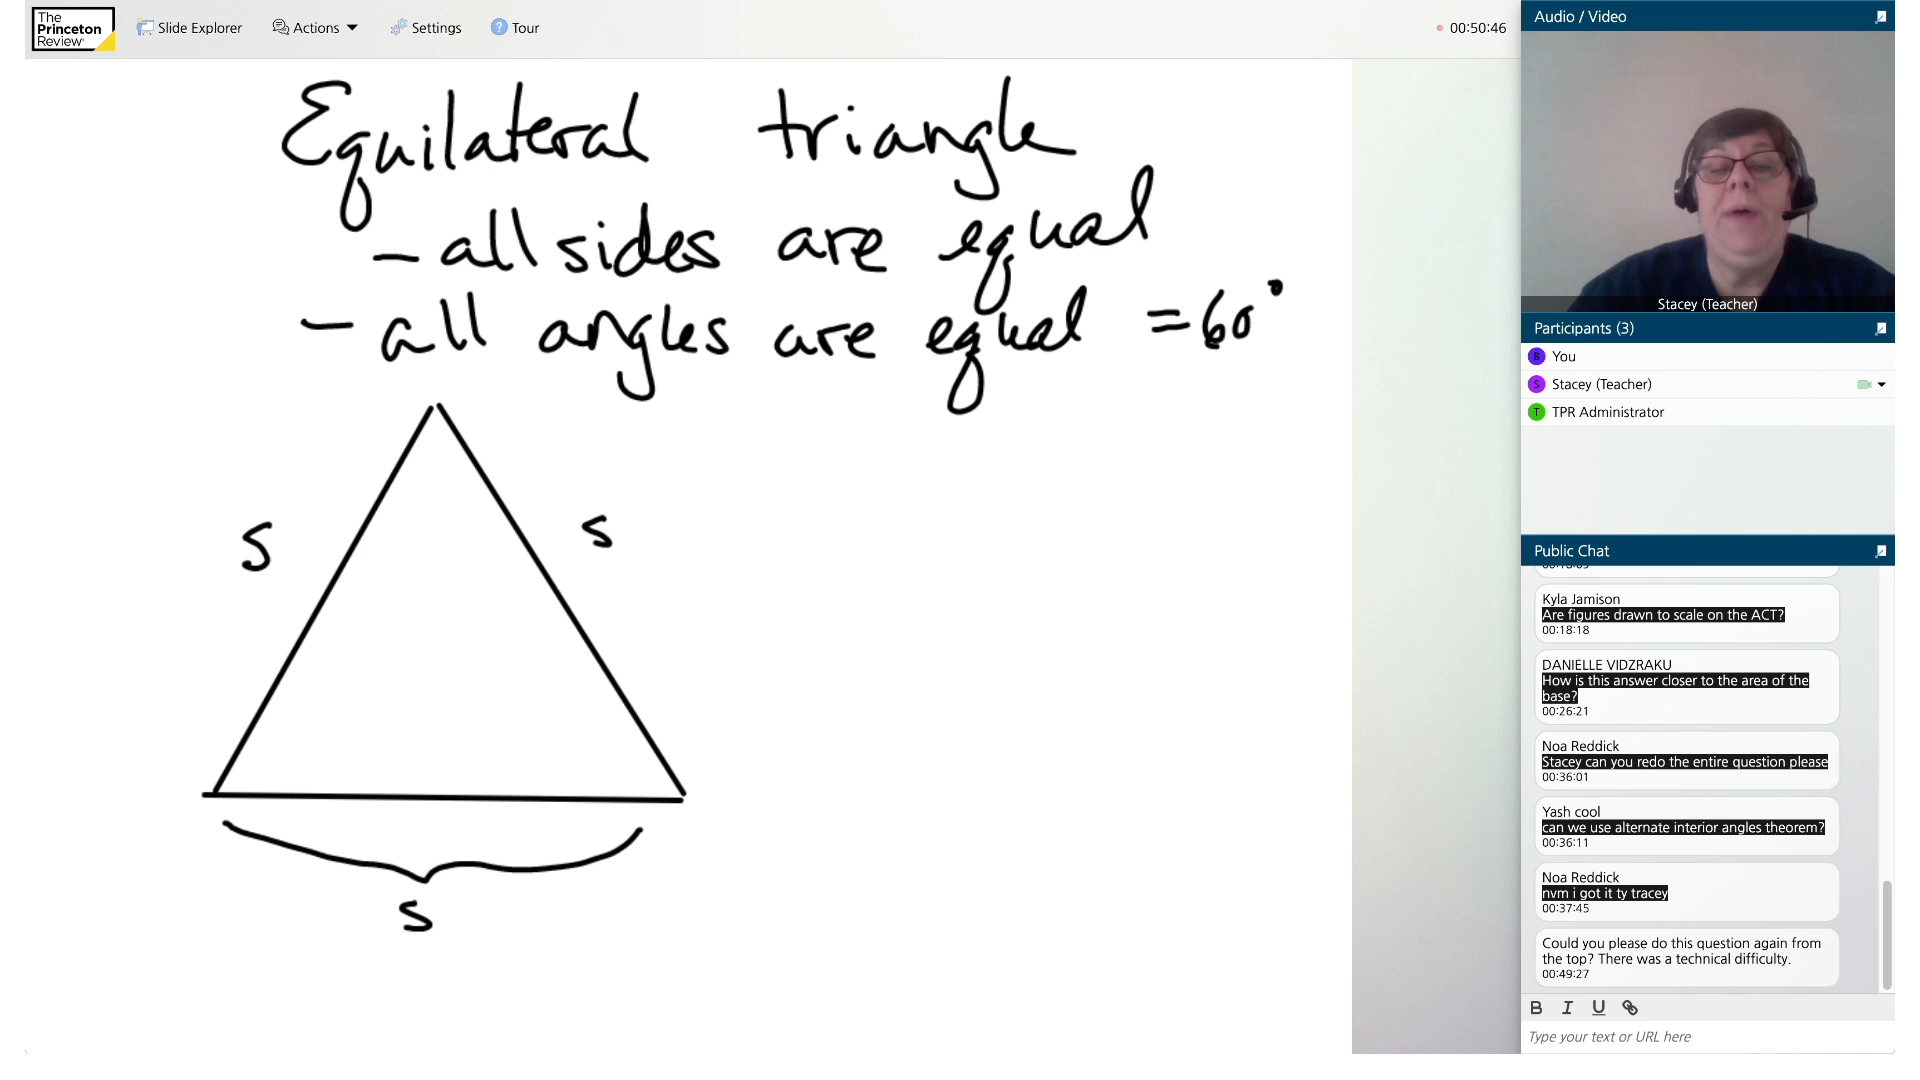 The
Princeton
Review
Slide Explorer
Actions
Settings
Tour
00:50:46
Equilateral triangle
- all sides are equal
- all angles are equal = 60°
s
s
s
Audio / Video
Stacey (Teacher)
Participants (3)
B You
S Stacey (Teacher)
T TPR Administrator
Public Chat
Kyla Jamison
Are figures drawn to scale on the ACT?
00:18:18
DANIELLE VIDZRAKU
How is this answer closer to the area of the
base?
00:26:21
Noa Reddick
Stacey can you redo the entire question please
00:36:01
Yash cool
can we use alternate interior angles theorem?
00:36:11
Noa Reddick
nvm i got it ty tracey
00:37:45
Could you please do this question again from
the top? There was a technical difficulty.
00:49:27
B I U
Type your text or URL here